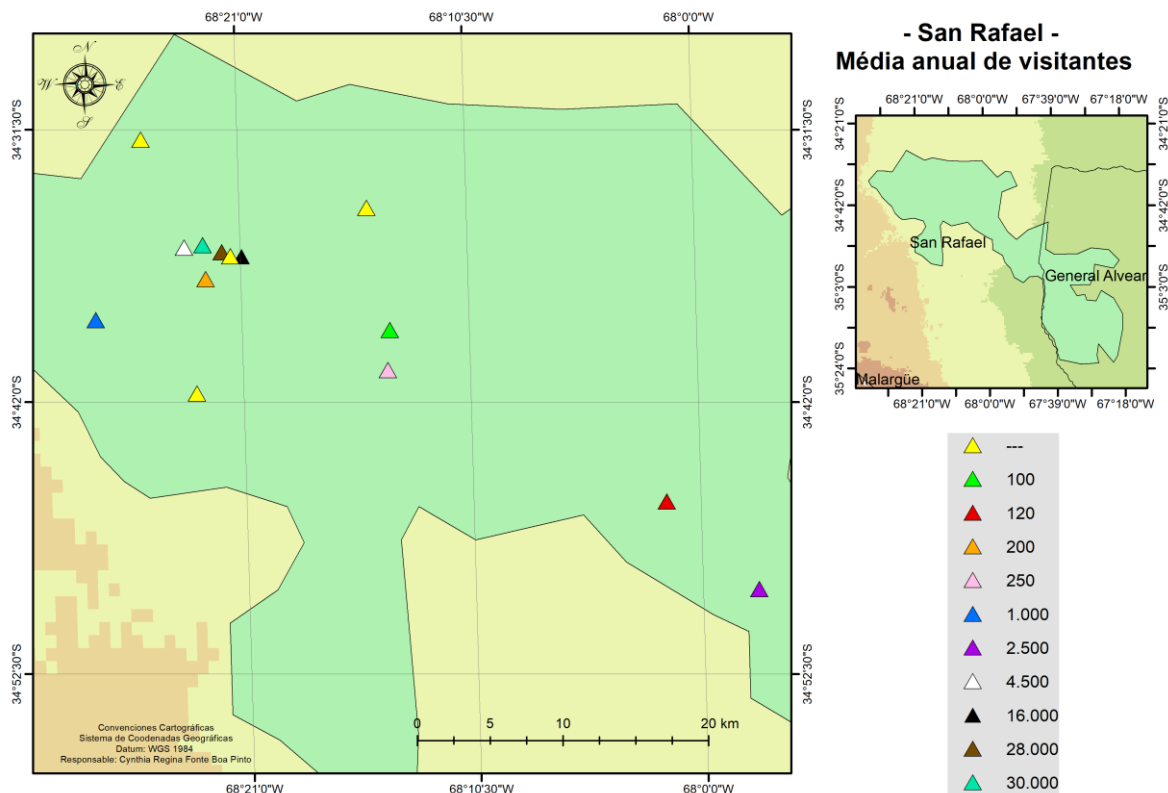 68°21'0"W 68°10'30"W 68°0'0"W
N
W E
S
34°31'30"S 34°31'30"S
34°42'0"S 34°42'0"S
34°52'30"S 34°52'30"S
Convenciones Cartográficas
Sistema de Coodenadas Geográficas
Datum: WGS 1984
Responsable: Cynthia Regina Fonte Boa Pinto
0 5 10 20 km
68°21'0"W 68°10'30"W 68°0'0"W
- San Rafael -
Média anual de visitantes
68°21'0"W 68°0'0"W 67°39'0"W 67°18'0"W
34°21'0"S 34°21'0"S
34°42'0"S 34°42'0"S
San Rafael
General Alvear
35°3'0"S 35°3'0"S
35°24'0"S 35°24'0"S
Malargüe
68°21'0"W 68°0'0"W 67°39'0"W 67°18'0"W
---
100
120
200
250
1.000
2.500
4.500
16.000
28.000
30.000